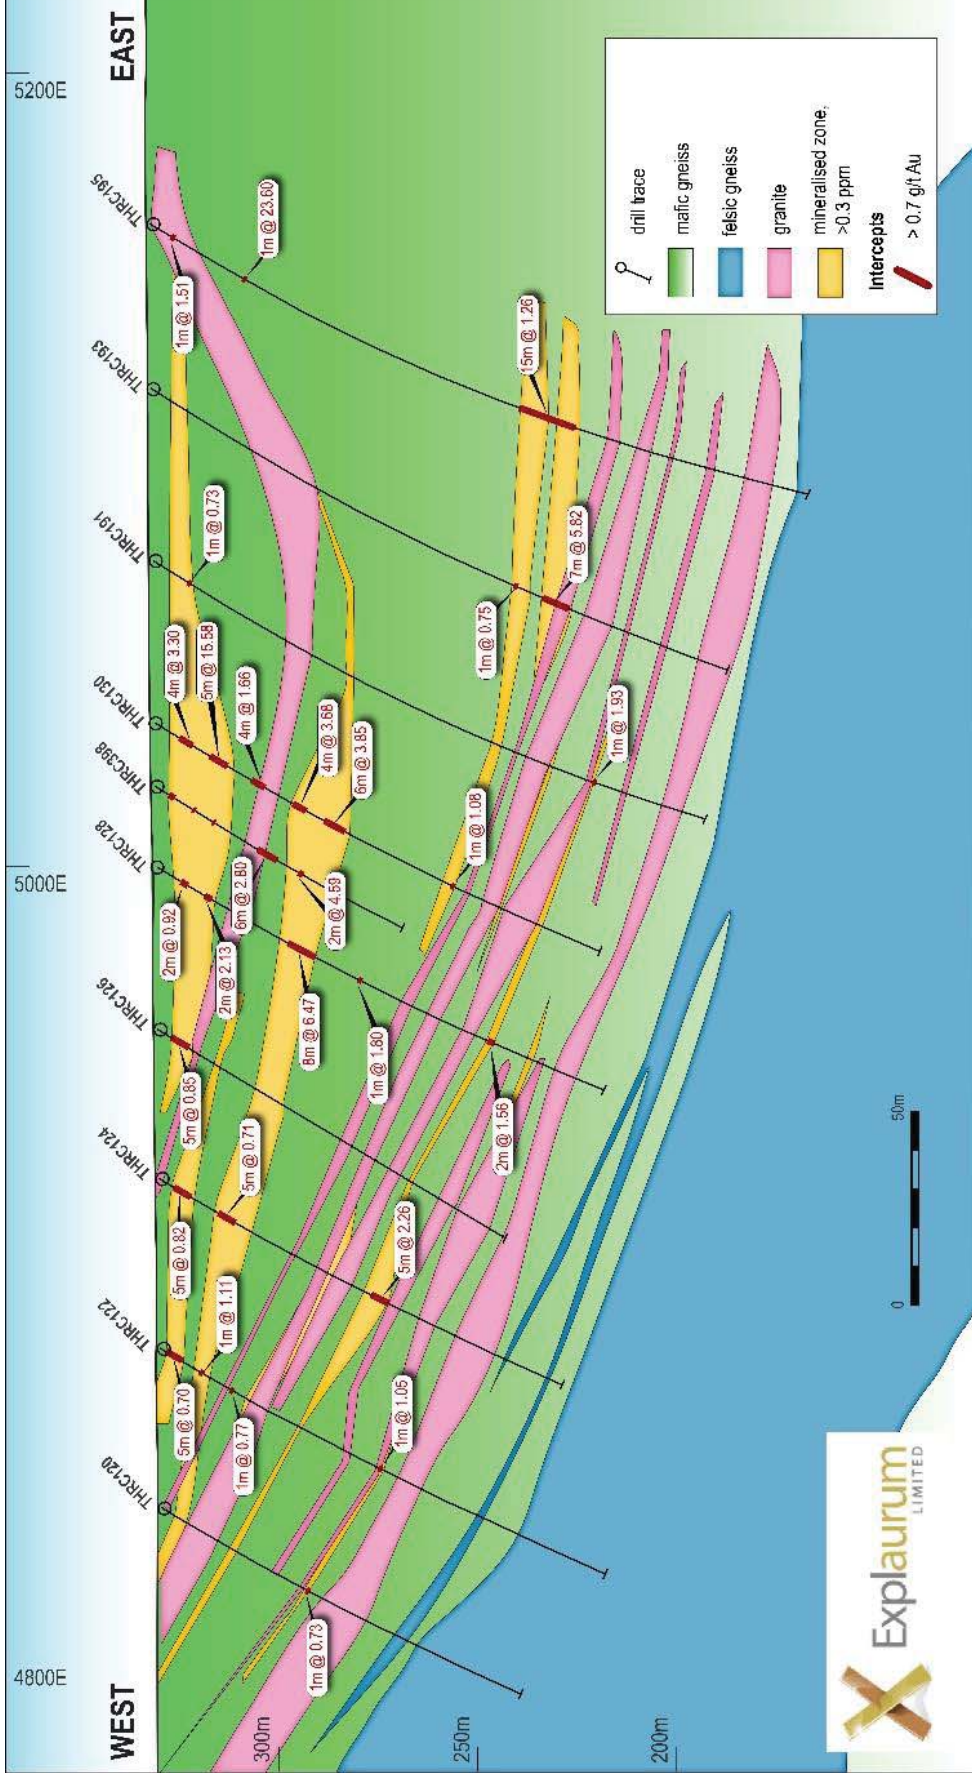 WEST
EAST
4800E
5000E
5200E
THRC120
THRC122
THRC124
THRC126
THRC128
THRC398
THRC130
THRC191
THRC193
THRC195
300m
250m
200m
1m @ 0.73
5m @ 0.70
1m @ 1.11
1m @ 0.77
1m @ 1.05
5m @ 0.82
5m @ 0.71
5m @ 2.26
5m @ 0.85
2m @ 0.92
2m @ 2.13
8m @ 6.47
1m @ 1.80
2m @ 1.56
6m @ 2.80
2m @ 4.59
4m @ 3.30
5m @ 15.58
4m @ 1.66
4m @ 3.68
6m @ 3.85
1m @ 1.08
1m @ 0.73
1m @ 1.93
1m @ 0.75
7m @ 5.82
1m @ 1.51
1m @ 23.60
15m @ 1.26
Explaurum
LIMITED
0 50m
drill trace
mafic gneiss
felsic gneiss
granite
mineralised zone,
>0.3 ppm
Intercepts
> 0.7 g/t Au